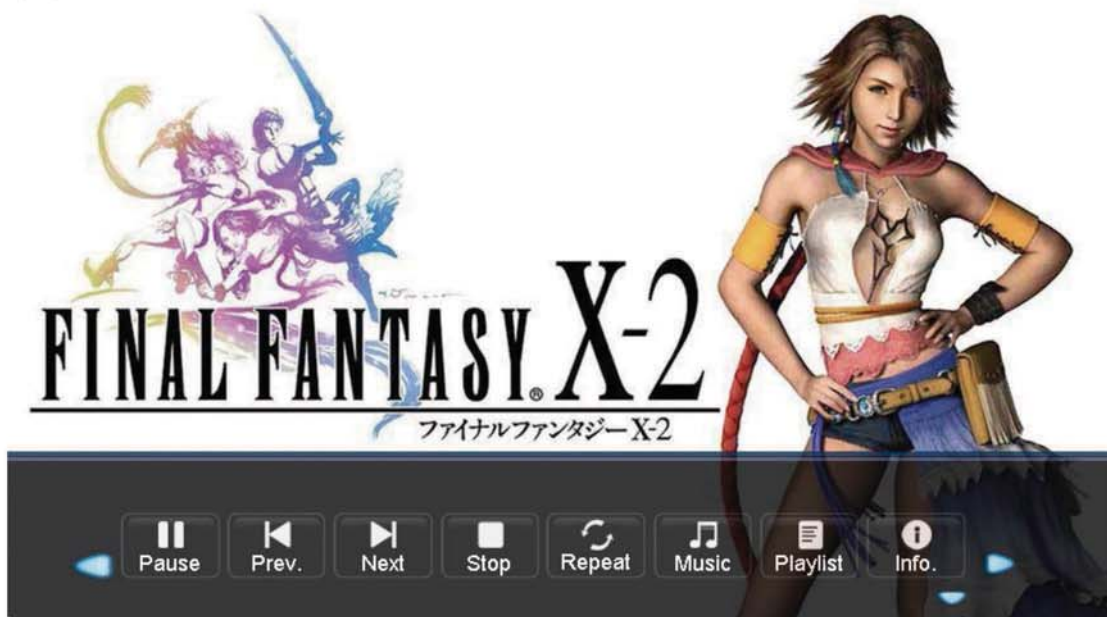 FINAL FANTASY® X-2
ファイナルファンタジー X-2
Pause Prev. Next Stop Repeat Music Playlist Info.